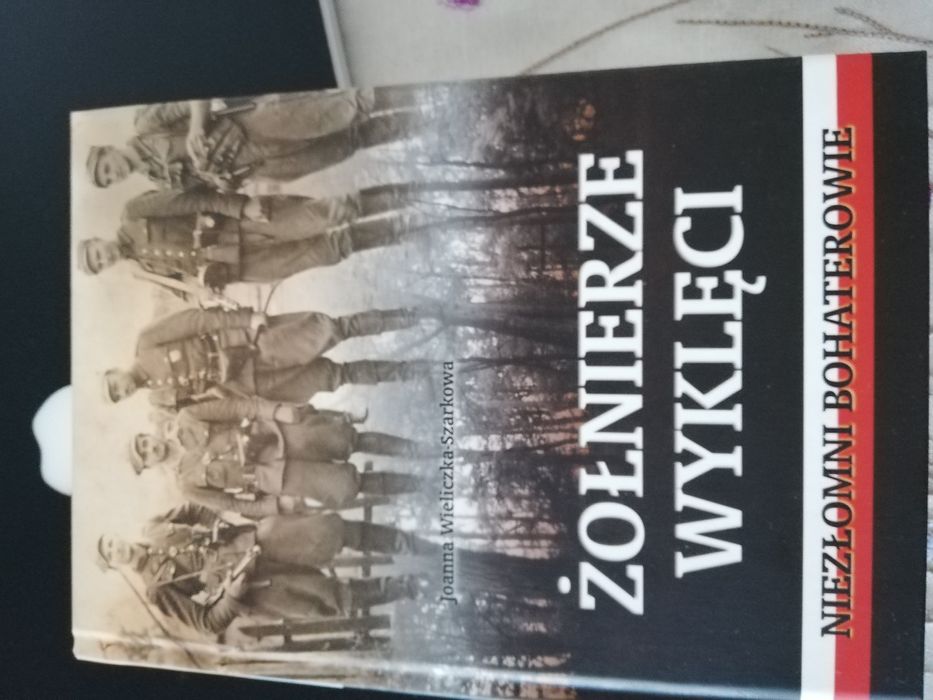 Joanna Wieliczka-Szarkowa
ŻOŁNIERZE
WYKLĘCI
NIEZŁOMNI BOHATEROWIE